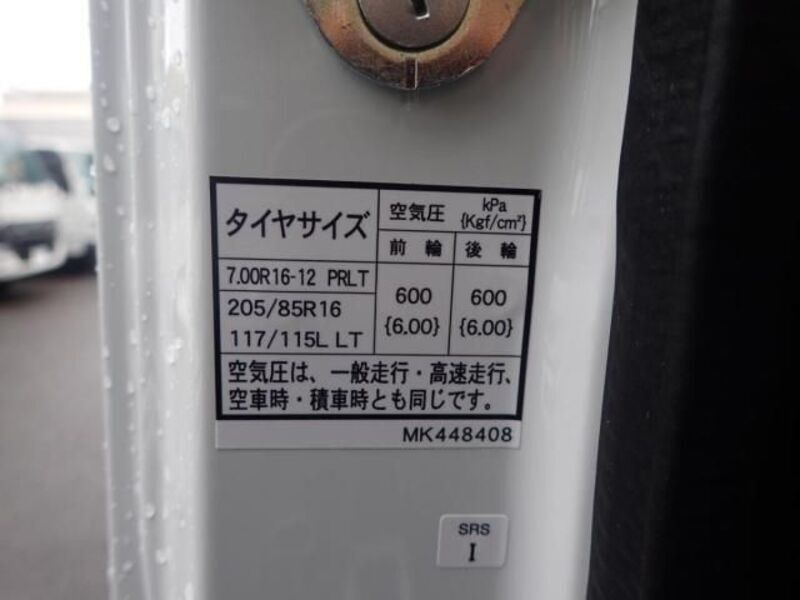 タイヤサイズ
空気圧 kPa
{Kgf/cm²}
前輪 後輪
7.00R16-12 PRLT
205/85R16
117/115L LT
600 600
{6.00} {6.00}
空気圧は、一般走行・高速走行、
空車時・積車時とも同じです。
MK448408
SRS
I